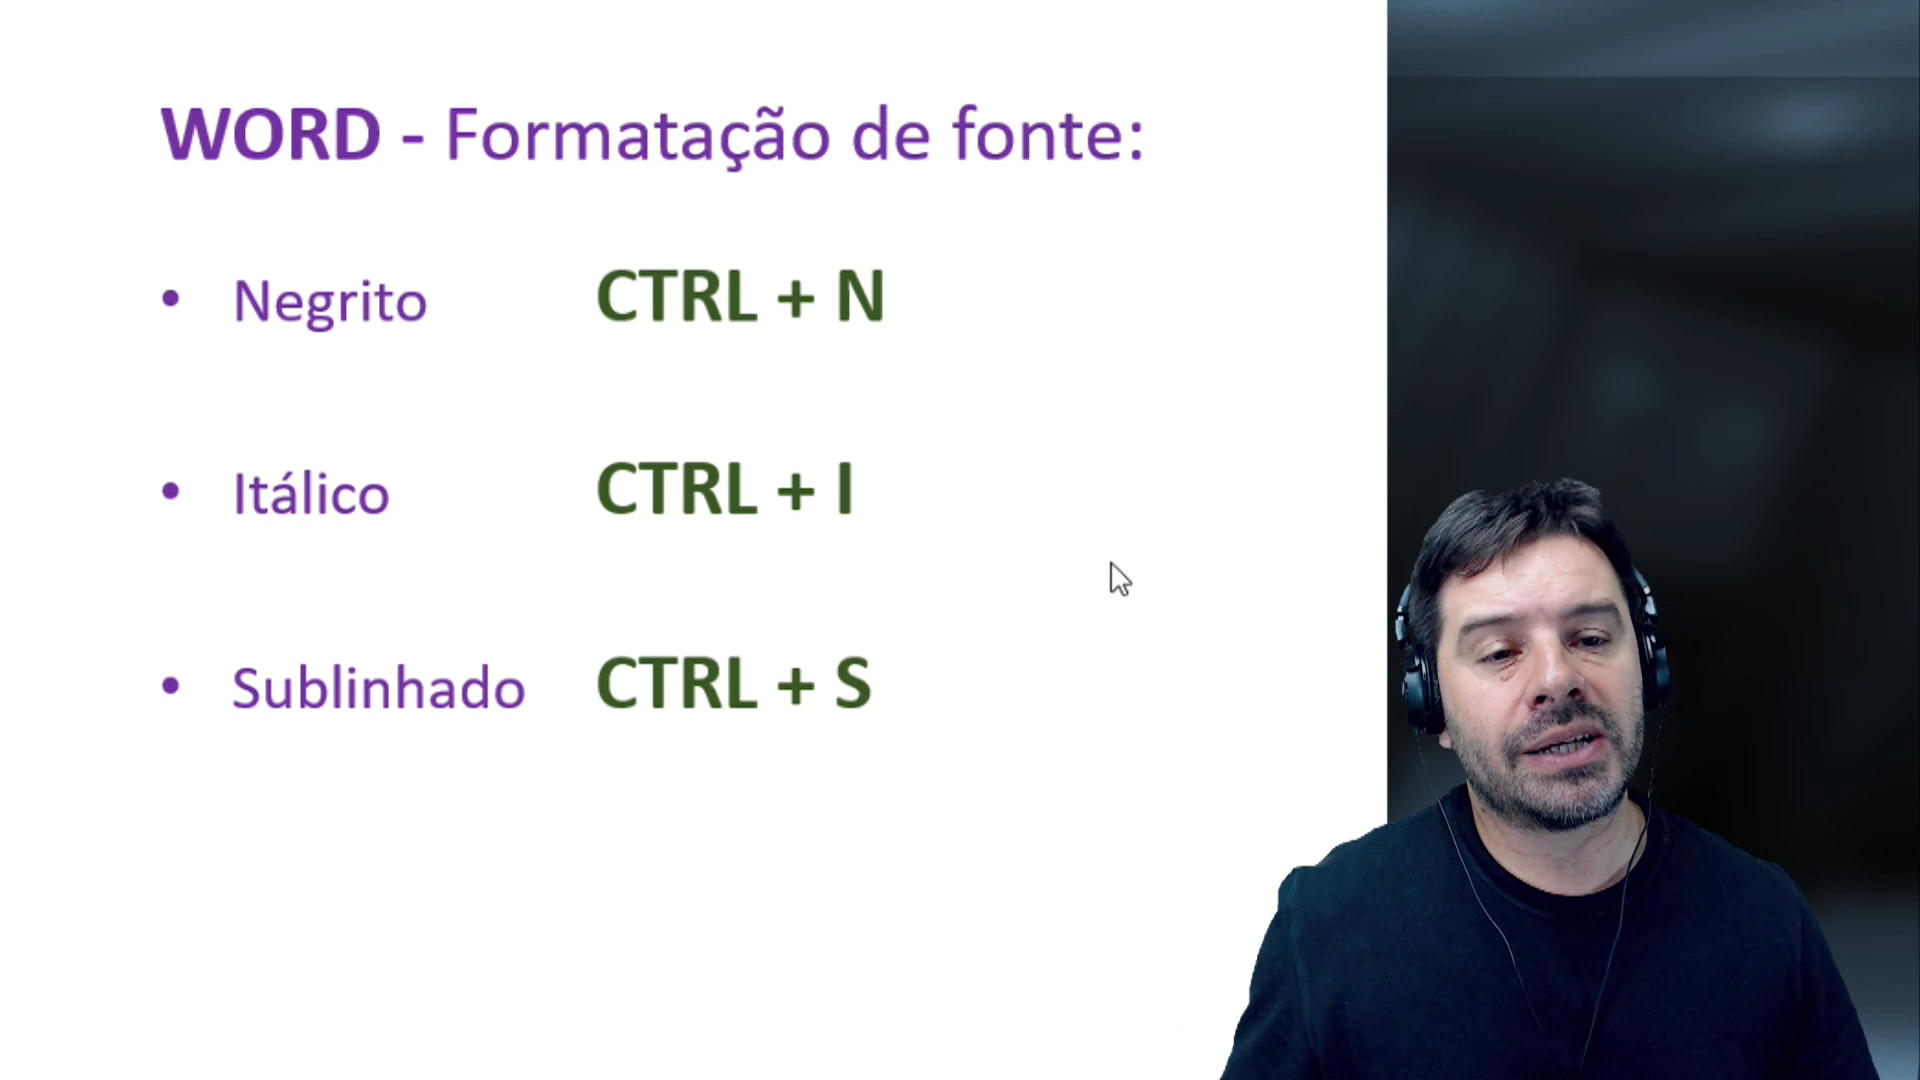 WORD - Formatação de fonte:
• Negrito CTRL + N
• Itálico CTRL + I
• Sublinhado CTRL + S